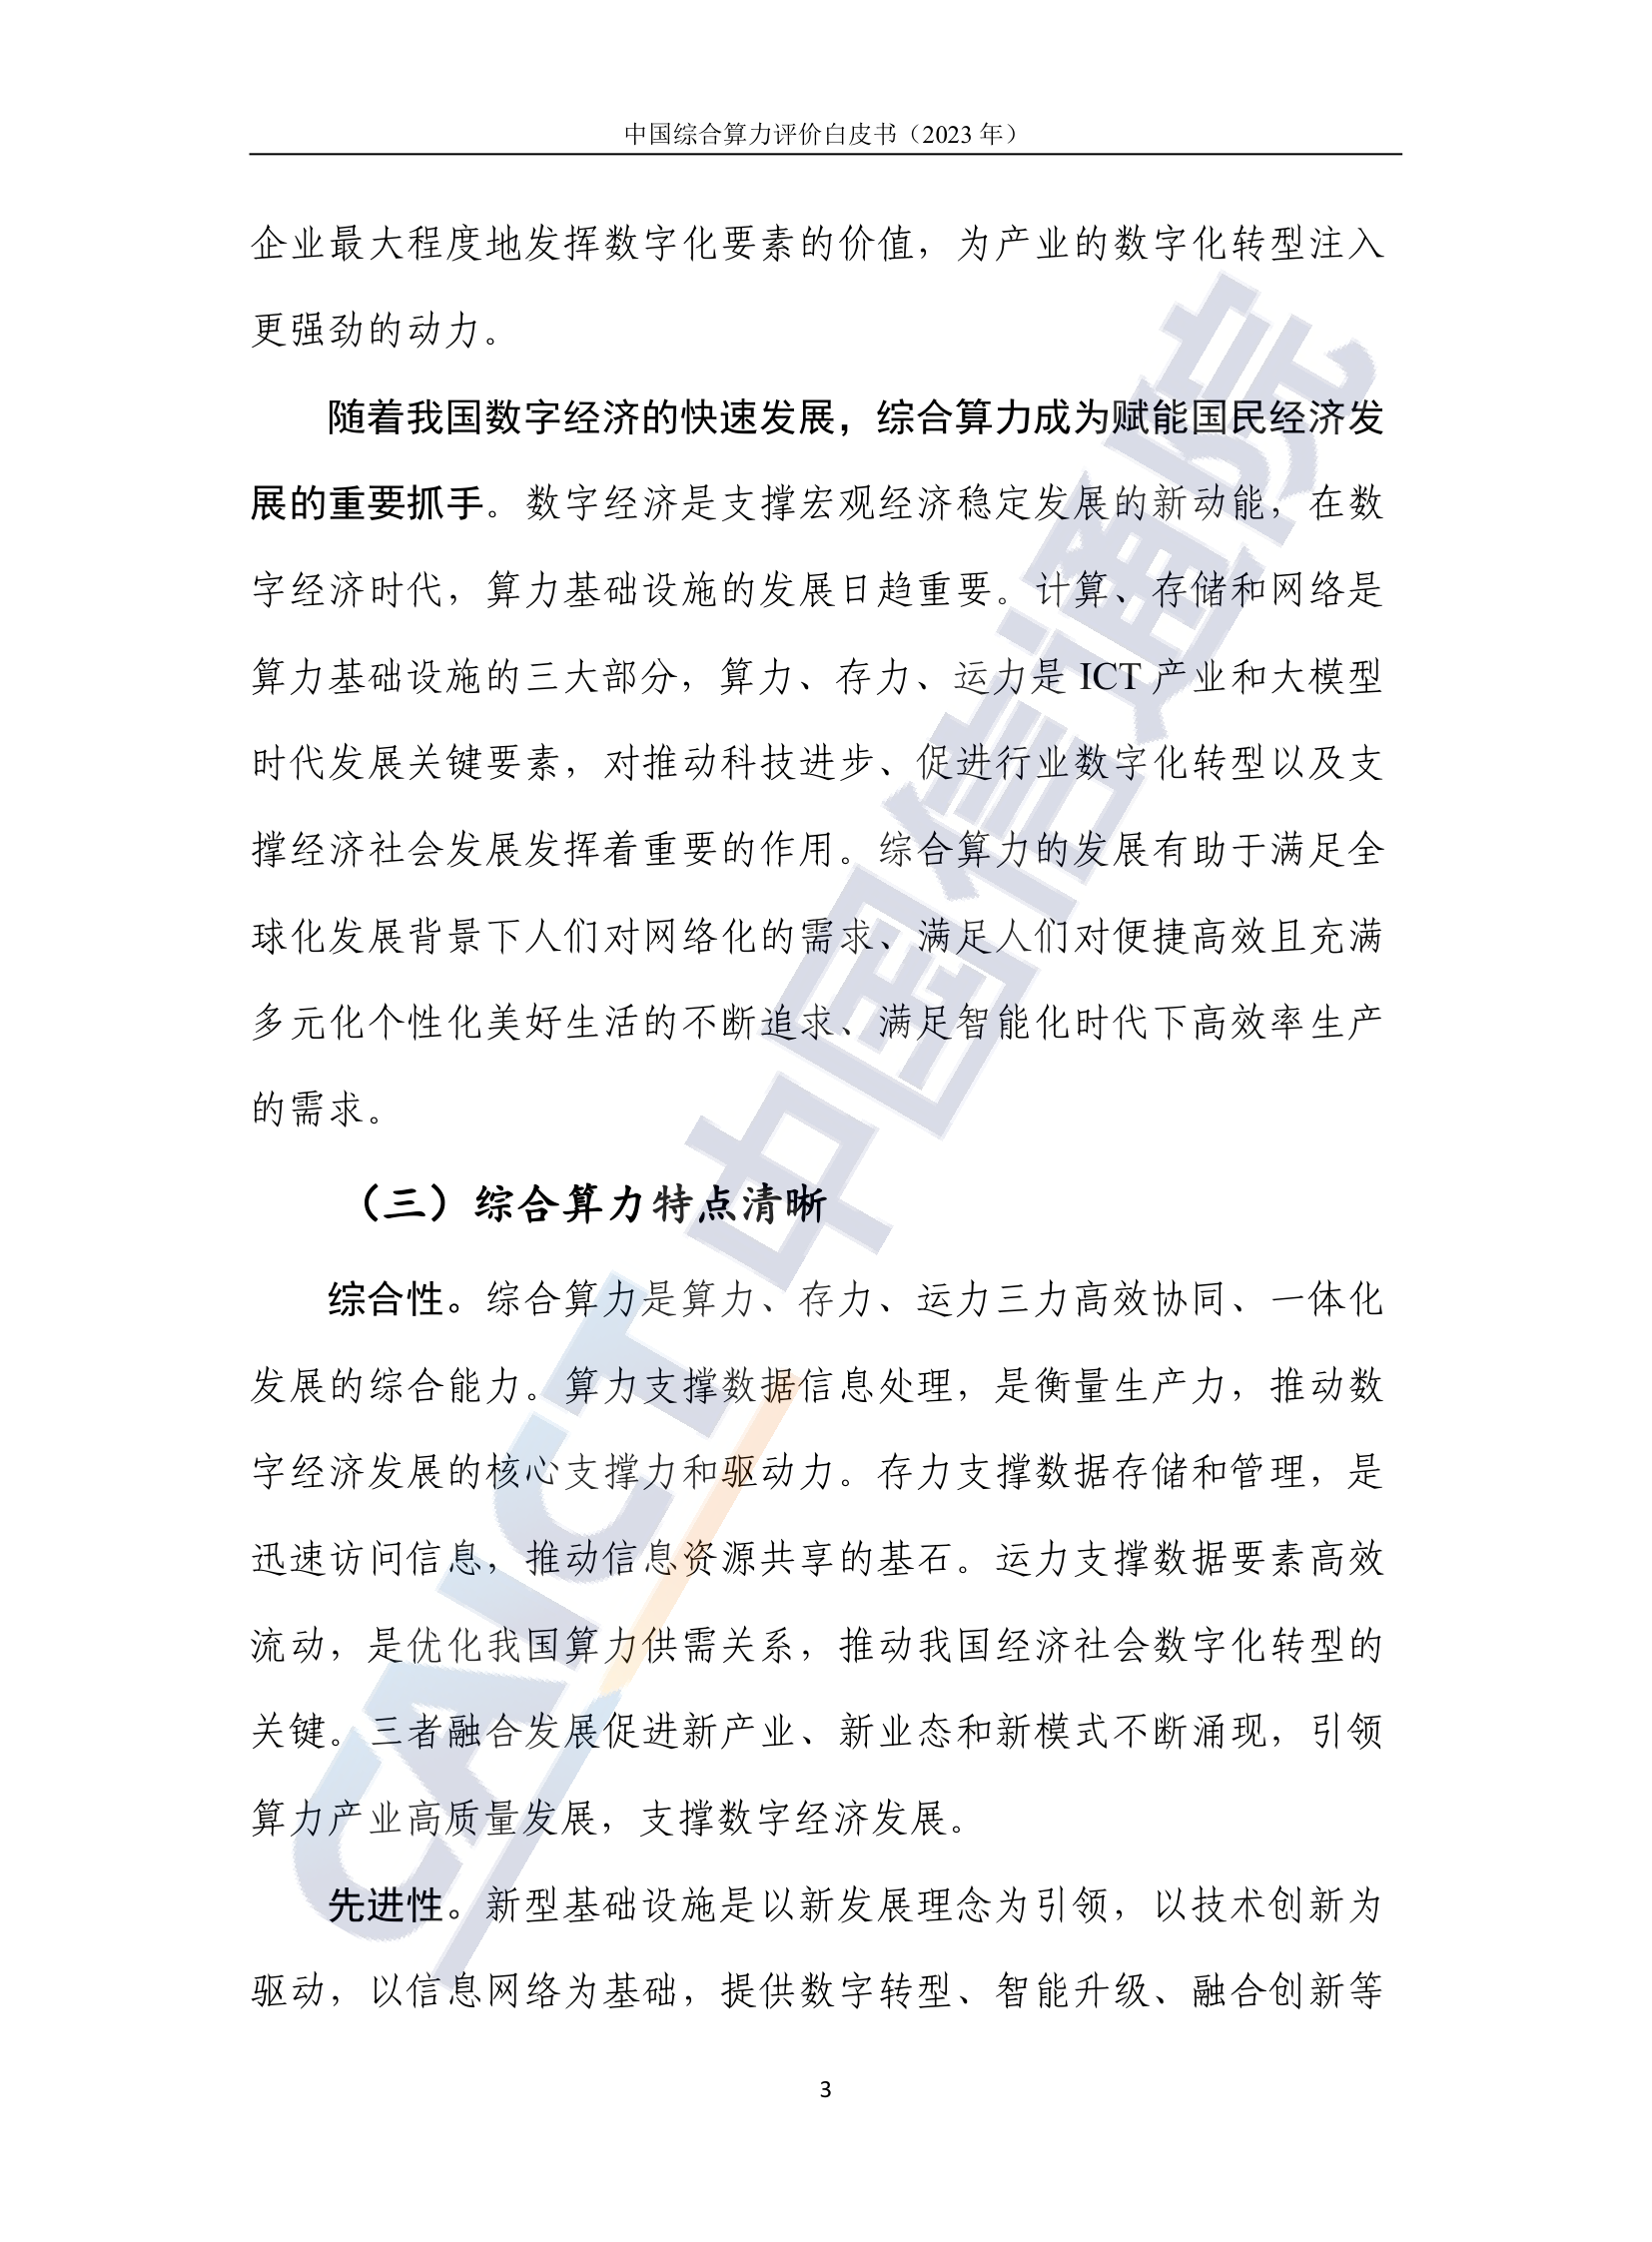 中国综合算力评价白皮书（2023 年）
企业最大程度地发挥数字化要素的价值，为产业的数字化转型注入
更强劲的动力。
随着我国数字经济的快速发展，综合算力成为赋能国民经济发
展的重要抓手。数字经济是支撑宏观经济稳定发展的新动能，在数
字经济时代，算力基础设施的发展日趋重要。计算、存储和网络是
算力基础设施的三大部分，算力、存力、运力是 ICT 产业和大模型
时代发展关键要素，对推动科技进步、促进行业数字化转型以及支
撑经济社会发展发挥着重要的作用。综合算力的发展有助于满足全
球化发展背景下人们对网络化的需求、满足人们对便捷高效且充满
多元化个性化美好生活的不断追求、满足智能化时代下高效率生产
的需求。
（三）综合算力特点清晰
综合性。综合算力是算力、存力、运力三力高效协同、一体化
发展的综合能力。算力支撑数据信息处理，是衡量生产力，推动数
字经济发展的核心支撑力和驱动力。存力支撑数据存储和管理，是
迅速访问信息，推动信息资源共享的基石。运力支撑数据要素高效
流动，是优化我国算力供需关系，推动我国经济社会数字化转型的
关键。三者融合发展促进新产业、新业态和新模式不断涌现，引领
算力产业高质量发展，支撑数字经济发展。
先进性。新型基础设施是以新发展理念为引领，以技术创新为
驱动，以信息网络为基础，提供数字转型、智能升级、融合创新等
3
CAICT 中国信通院